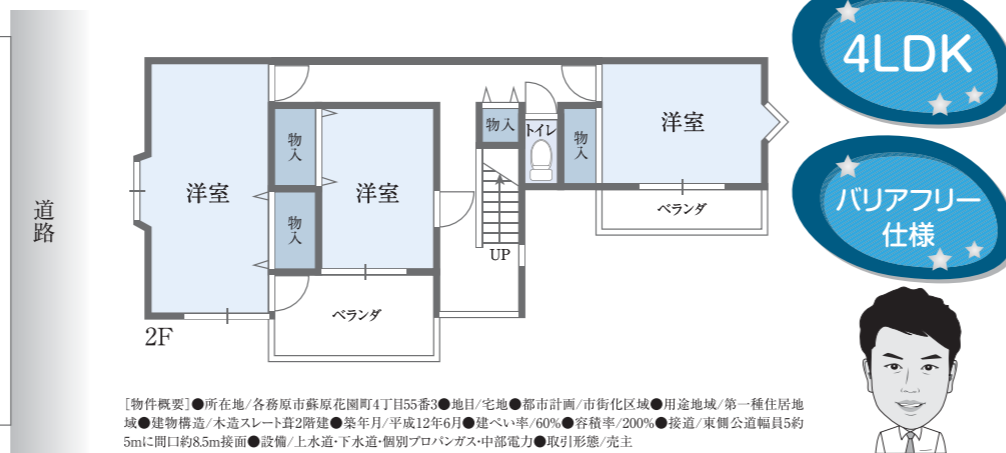 4LDK
バリアフリー
仕様
道路
洋室
物入
物入
洋室
物入
トイレ
物入
洋室
ベランダ
UP
ベランダ
2F
[物件概要]●所在地/各務原市蘇原花園町4丁目55番3●地目/宅地●都市計画/市街化区域●用途地域/第一種住居地
域●建物構造/木造スレート葺2階建●築年月/平成12年6月●建ぺい率/60%●容積率/200%●接道/東側公道幅員5約
5mに間口約8.5m接面●設備/上水道・下水道・個別プロパンガス・中部電力●取引形態/売主